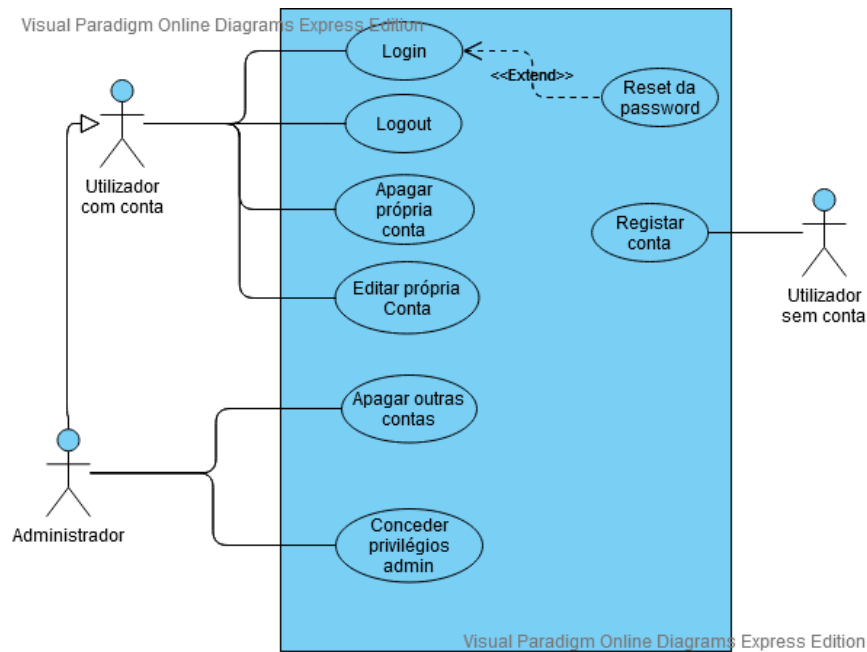 Visual Paradigm Online Diagrams Express Edition
Login
<<Extend>>
Reset da
password
Logout
Utilizador
com conta
Apagar
própria
conta
Registar
conta
Editar própria
Conta
Utilizador
sem conta
Apagar outras
contas
Administrador
Conceder
privilégios
admin
Visual Paradigm Online Diagrams Express Edition